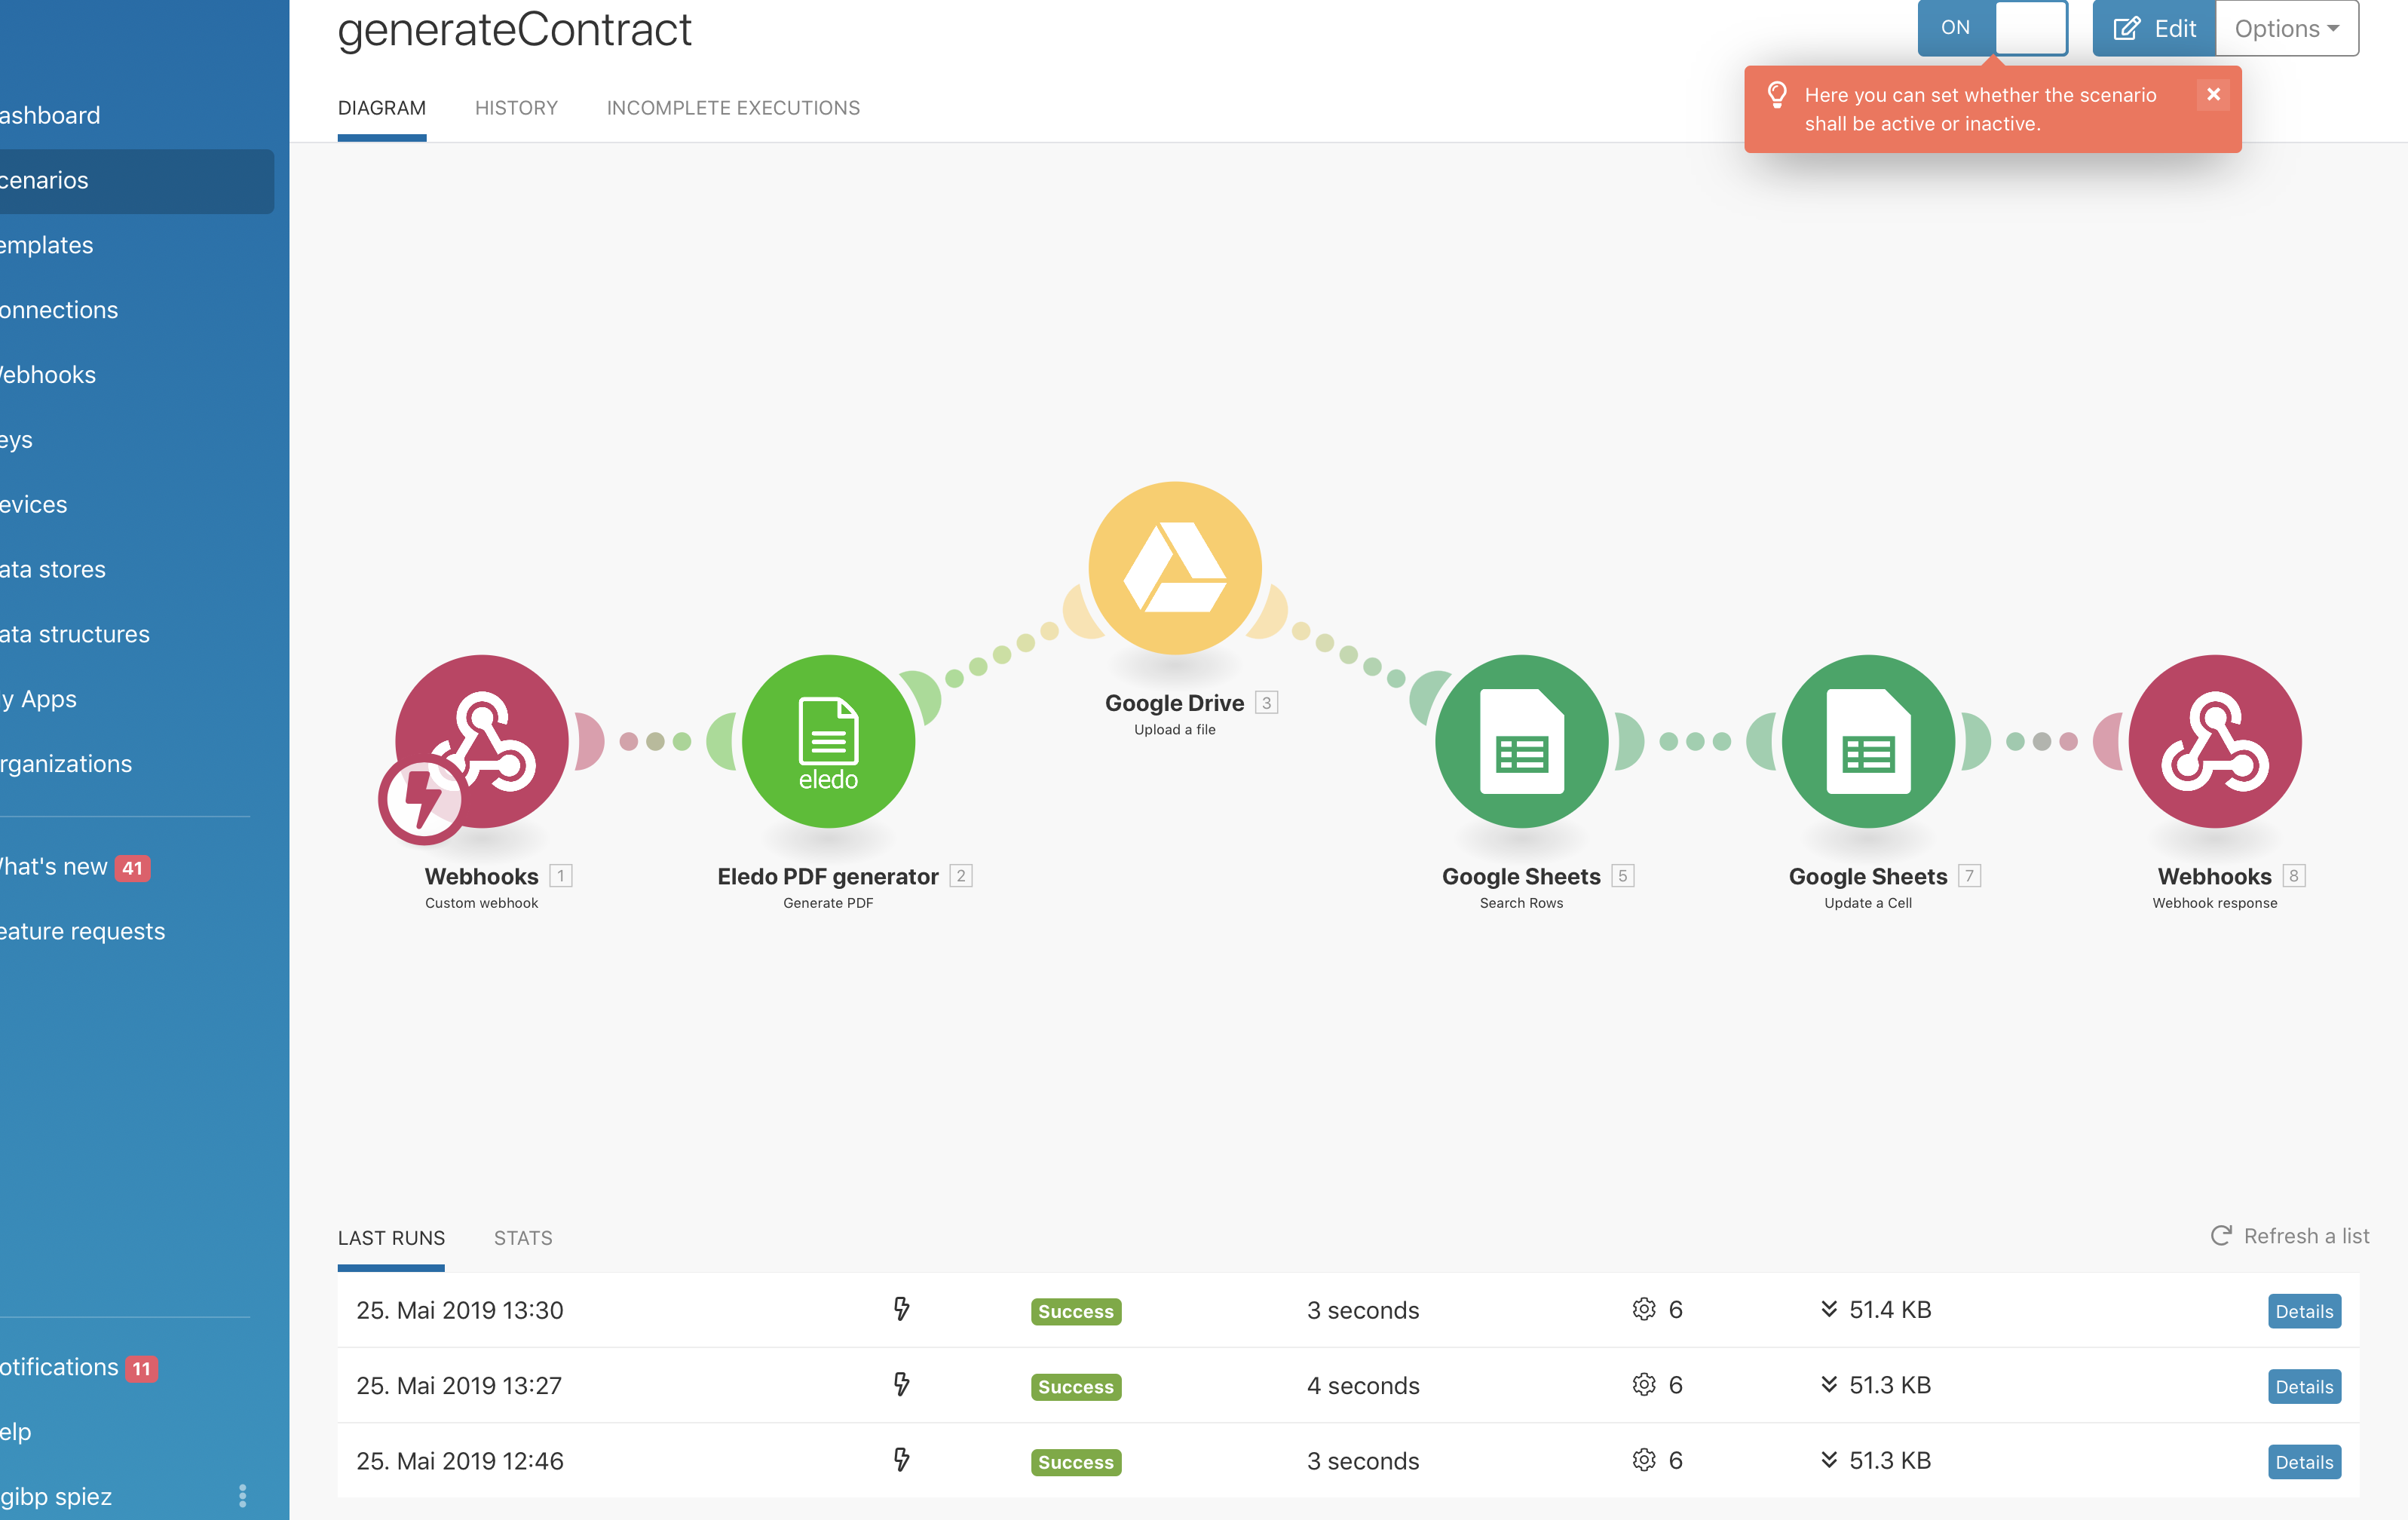 generateContract
ON
Edit
Options
Here you can set whether the scenario
shall be active or inactive.
DIAGRAM
HISTORY
INCOMPLETE EXECUTIONS
ashboard
cenarios
emplates
onnections
ebhooks
eys
evices
ata stores
ata structures
y Apps
rganizations
hat's new 41
eature requests
otifications 11
elp
gibp spiez
eledo
Google Drive 3
Upload a file
Webhooks 1
Custom webhook
Eledo PDF generator 2
Generate PDF
Google Sheets 5
Search Rows
Google Sheets 7
Update a Cell
Webhooks 8
Webhook response
LAST RUNS
STATS
Refresh a list
25. Mai 2019 13:30 Success 3 seconds 6 51.4 KB Details
25. Mai 2019 13:27 Success 4 seconds 6 51.3 KB Details
25. Mai 2019 12:46 Success 3 seconds 6 51.3 KB Details